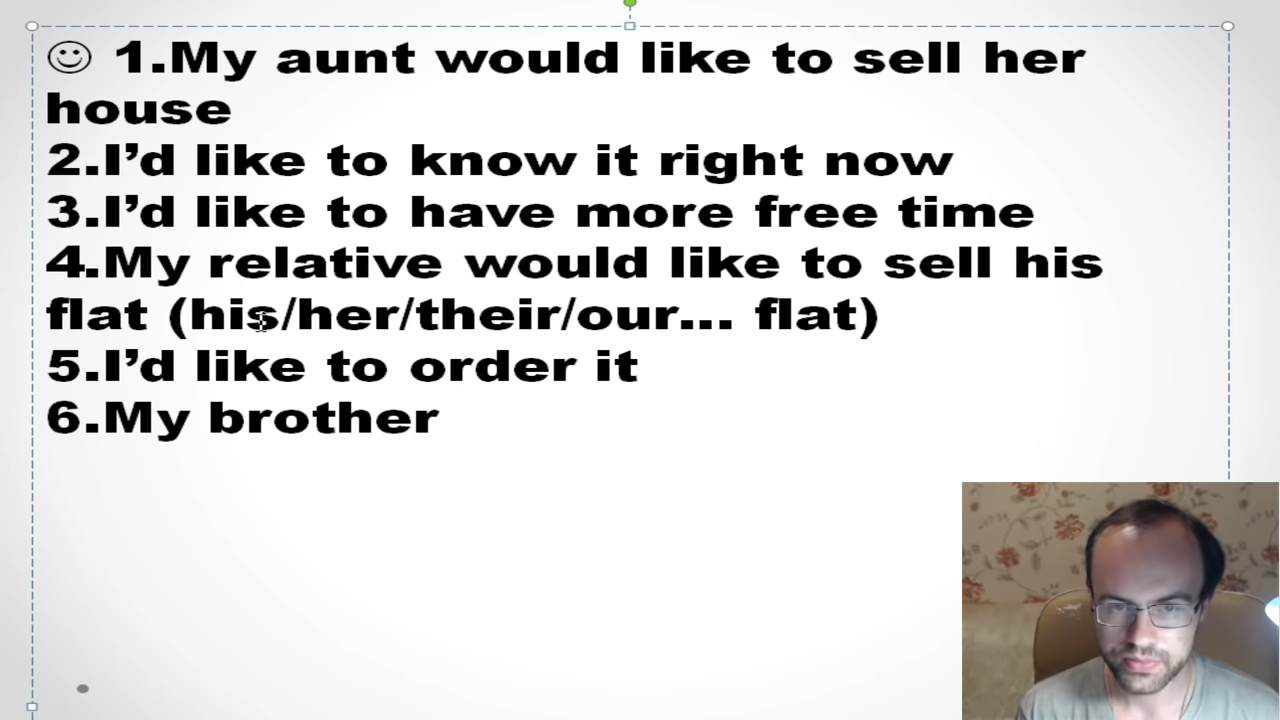 ☺ 1.My aunt would like to sell her
house
2.I’d like to know it right now
3.I’d like to have more free time
4.My relative would like to sell his
flat (his/her/their/our... flat)
5.I’d like to order it
6.My brother